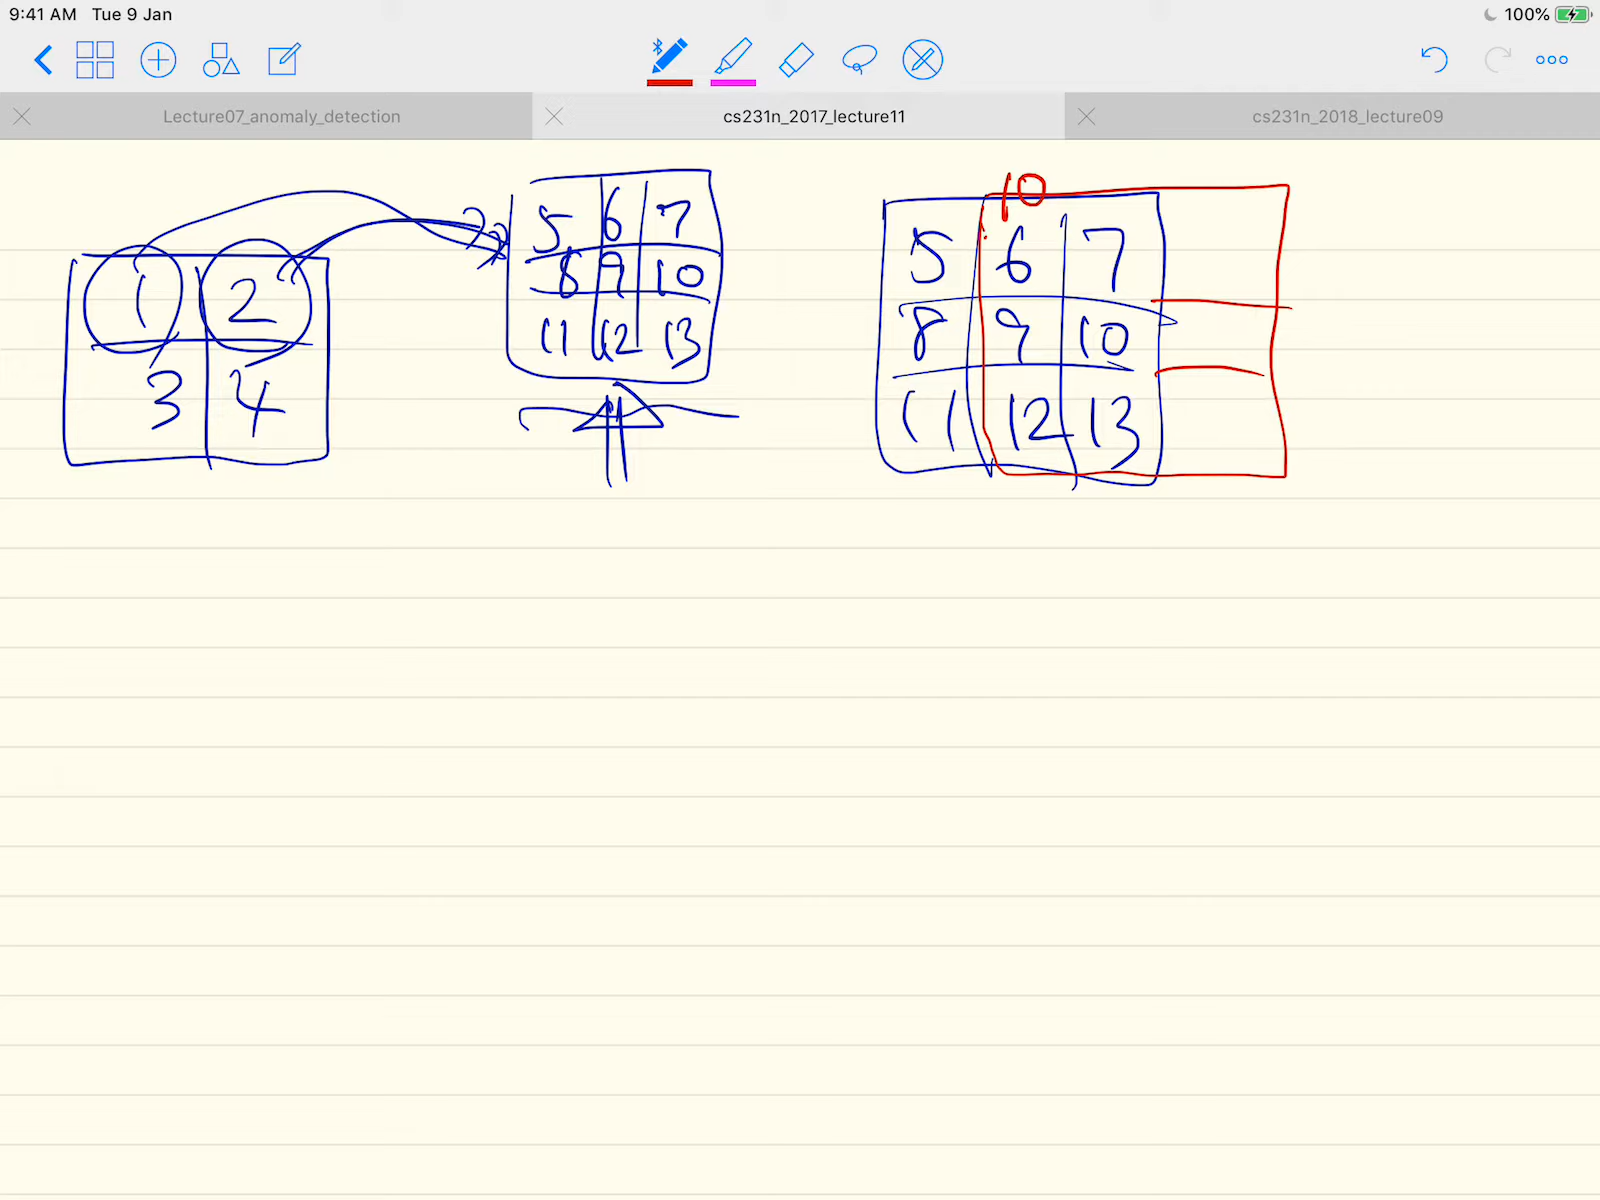 9:41 AM Tue 9 Jan 100%
Lecture07_anomaly_detection cs231n_2017_lecture11 cs231n_2018_lecture09
1 2
3 4
5 6 7
8 9 10
11 12 13
10
5 6 7
8 9 10
11 12 13